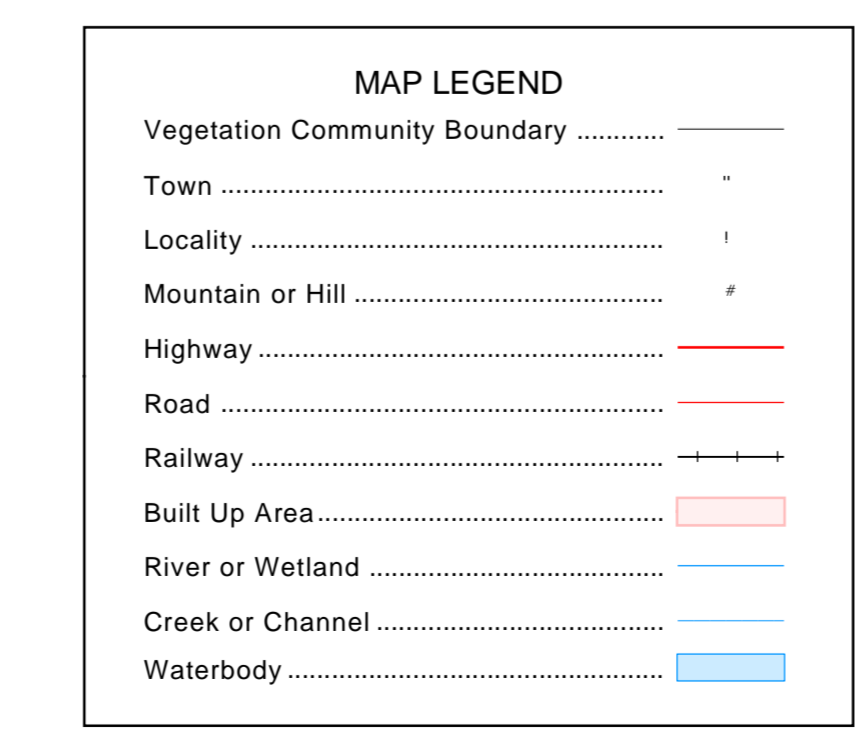 MAP LEGEND
Vegetation Community Boundary ............
Town ............................................................ "
Locality ........................................................ !
Mountain or Hill .......................................... #
Highway .......................................................
Road ............................................................
Railway ........................................................
Built Up Area ...............................................
River or Wetland ........................................
Creek or Channel .......................................
Waterbody ...................................................